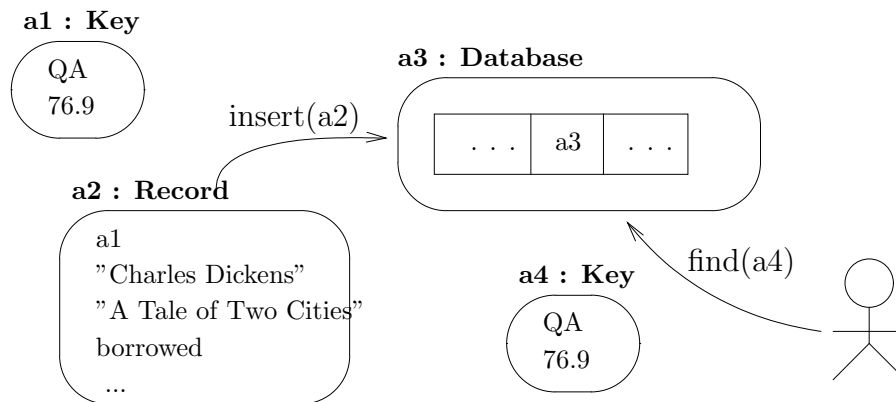 a1 : Key
QA
76.9
a3 : Database
insert(a2)
. . . a3 . . .
a2 : Record
a1
"Charles Dickens"
"A Tale of Two Cities"
borrowed
...
find(a4)
a4 : Key
QA
76.9